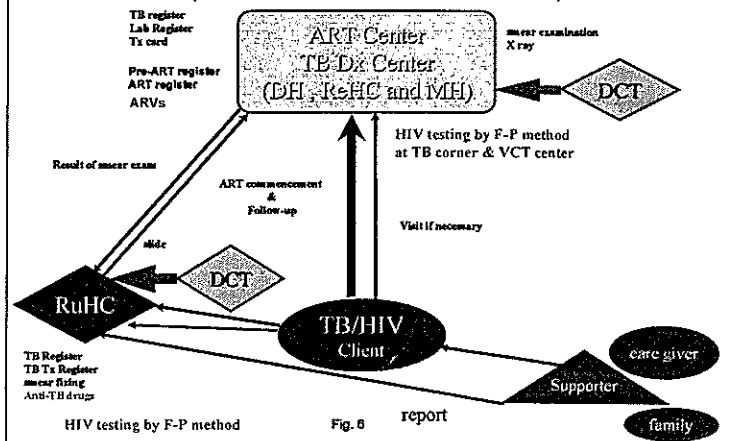 TB register
Lab Register
Tx card
Pre-ART register
ART register
ARVs
ART Center
TB Dx Center
(DH , ReHC and MH)
smear examination
X ray
DCT
HIV testing by F-P method
at TB corner & VCT center
Result of smear exam
ART commencement
&
Follow-up
Visit if necessary
slide
DCT
RuHC
TB/HIV
Client
care giver
Supporter
family
TB Register
TB Tx Register
smear fixing
Anti-TB drugs
HIV testing by F-P method
Fig. 6
report